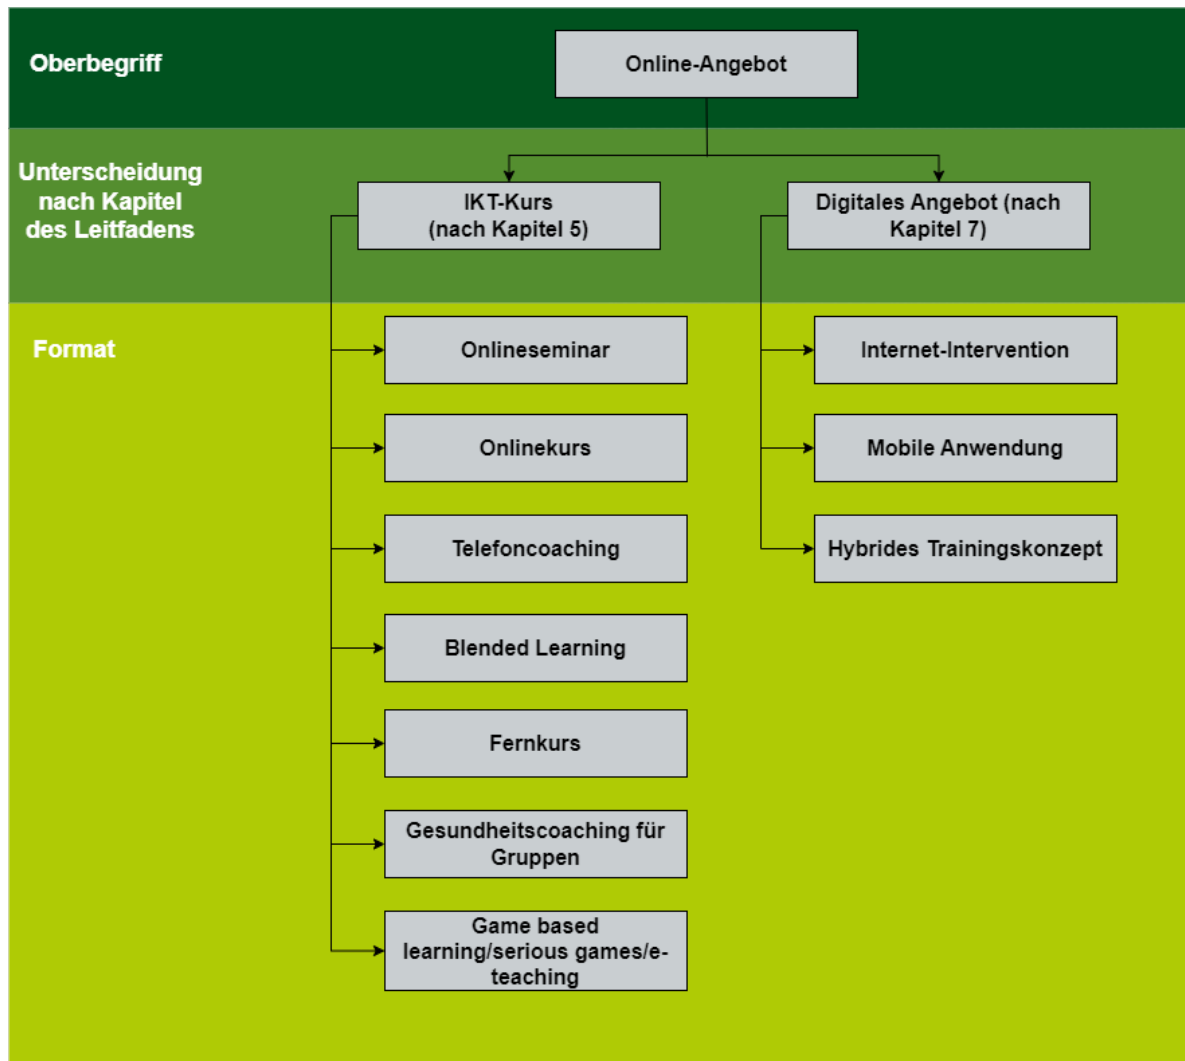 Oberbegriff
Online-Angebot
Unterscheidung
nach Kapitel
des Leitfadens
IKT-Kurs
(nach Kapitel 5)
Digitales Angebot (nach
Kapitel 7)
Format
Onlineseminar
Internet-Intervention
Onlinekurs
Mobile Anwendung
Telefoncoaching
Hybrides Trainingskonzept
Blended Learning
Fernkurs
Gesundheitscoaching für
Gruppen
Game based
learning/serious games/e-
teaching